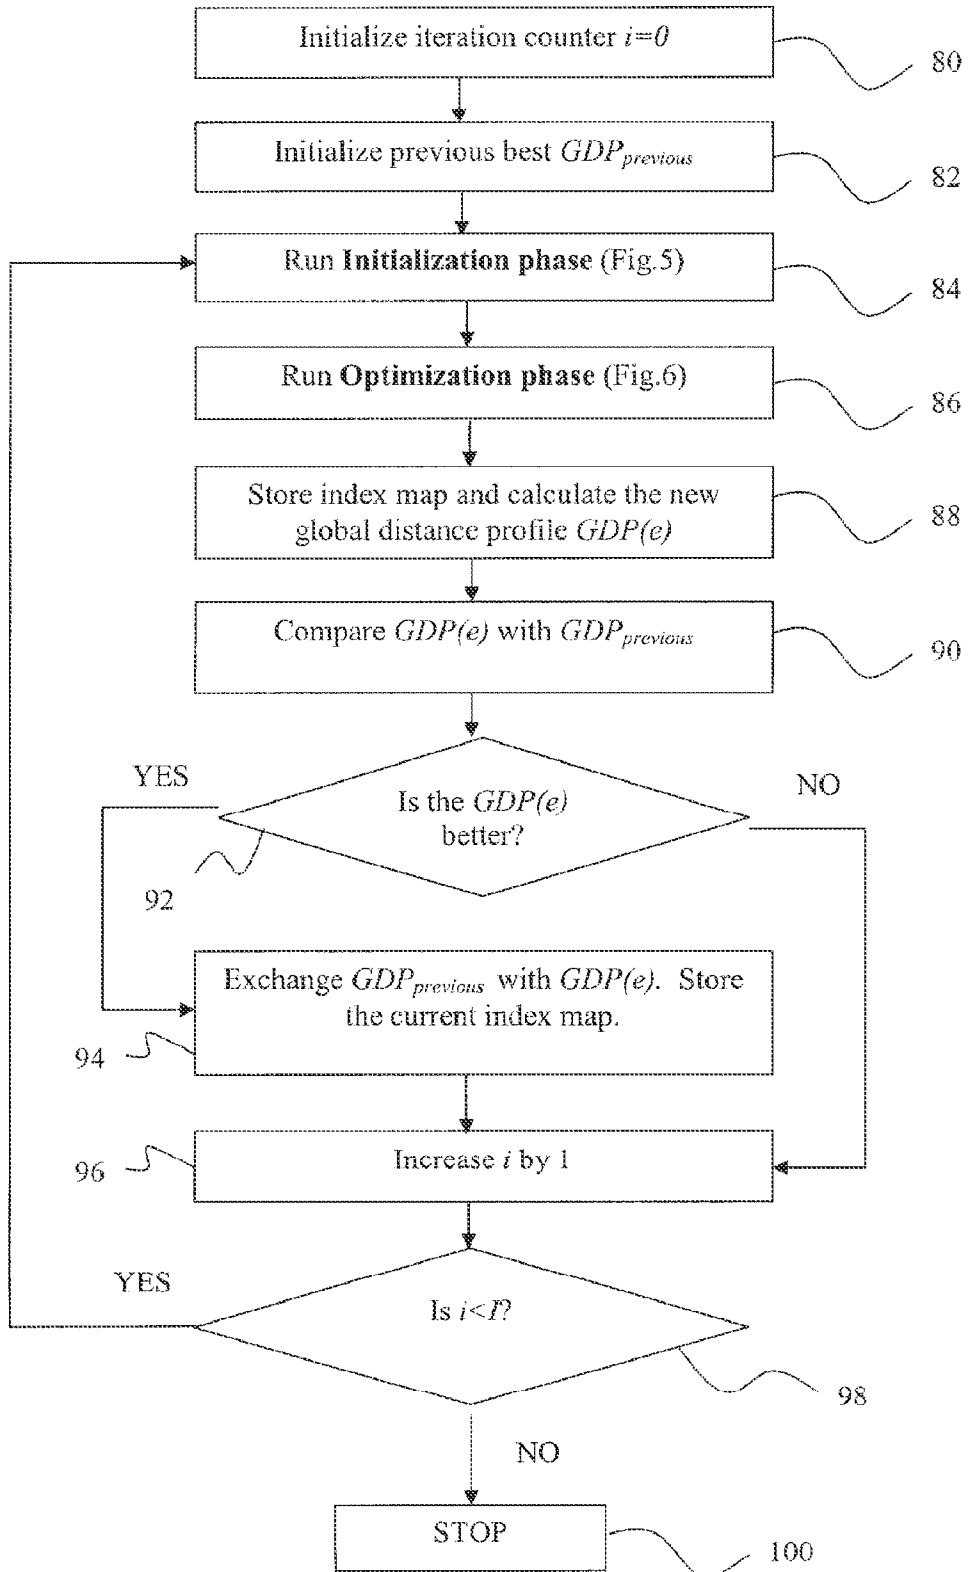 Initialize iteration counter i=0
80
Initialize previous best GDPprevious
82
Run Initialization phase (Fig.5)
84
Run Optimization phase (Fig.6)
86
Store index map and calculate the new
global distance profile GDP(e)
88
Compare GDP(e) with GDPprevious
90
YES
NO
Is the GDP(e)
better?
92
Exchange GDPprevious with GDP(e). Store
the current index map.
94
Increase i by 1
96
YES
Is i<I?
98
NO
STOP
100